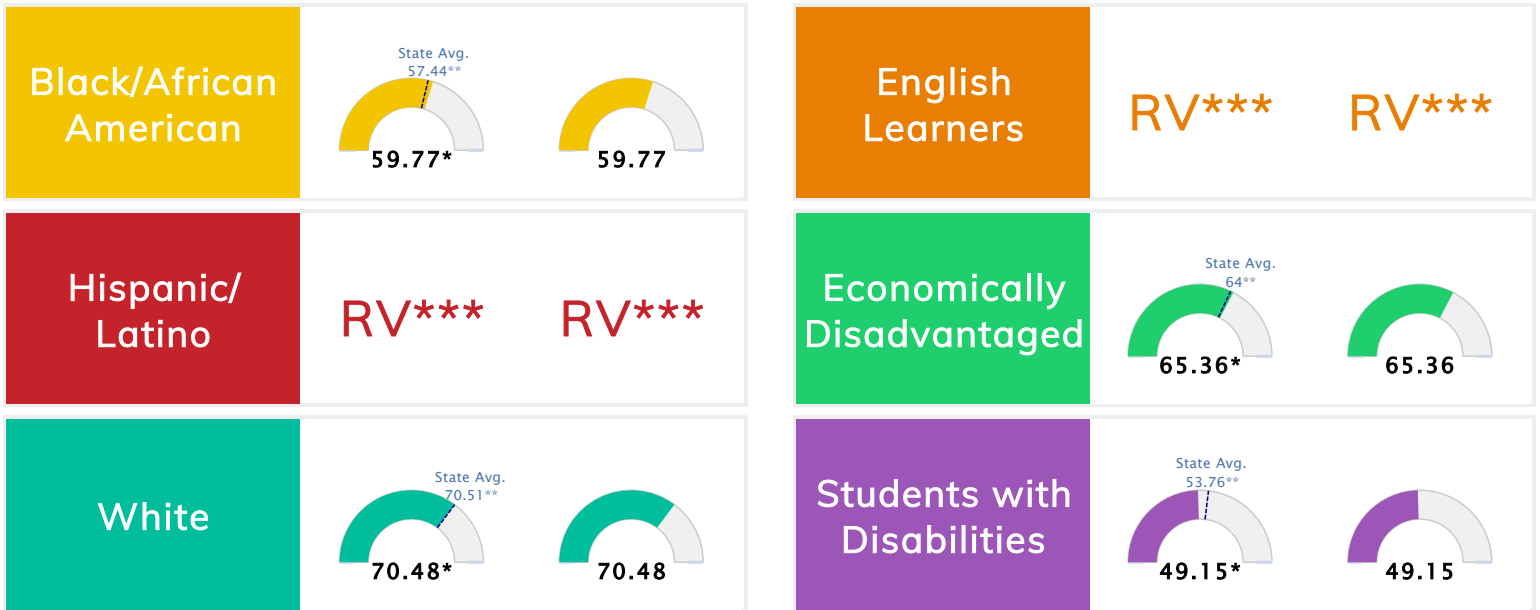 Black/African
American
State Avg.
57.44**
59.77*
59.77
English
Learners
RV***
RV***
Hispanic/
Latino
RV***
RV***
Economically
Disadvantaged
State Avg.
64**
65.36*
65.36
White
State Avg.
70.51**
70.48*
70.48
Students with
Disabilities
State Avg.
53.76**
49.15*
49.15